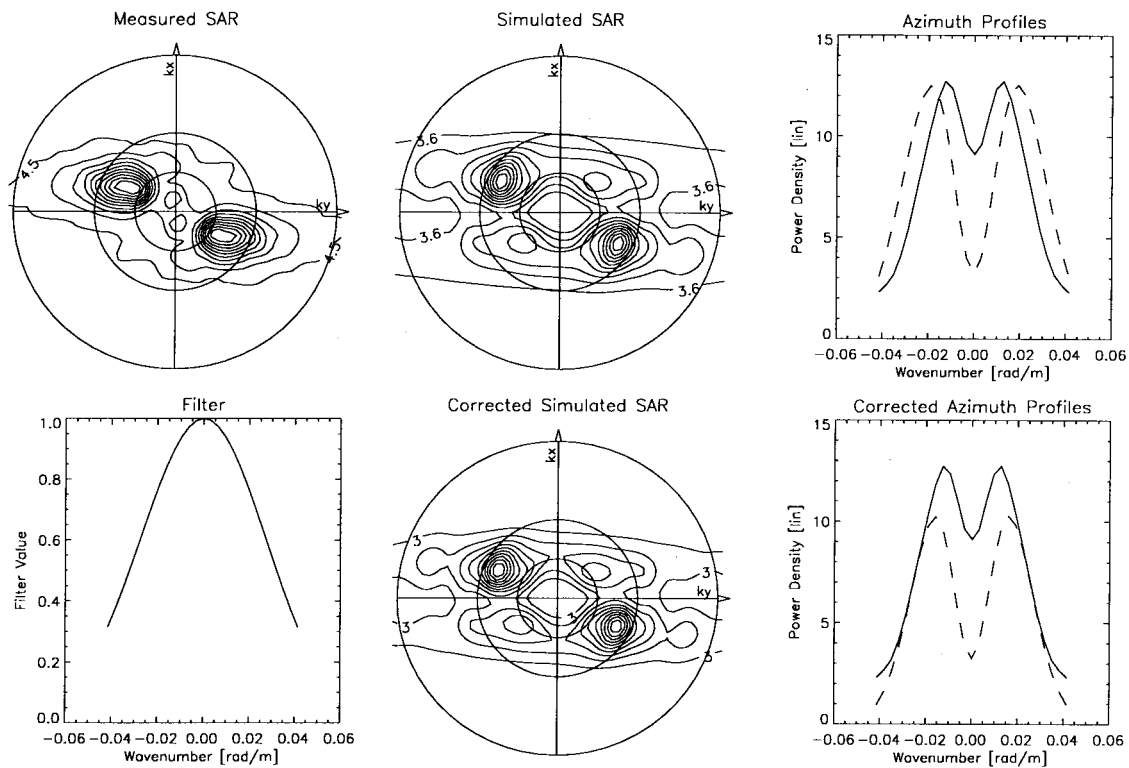 Measured SAR
kx
ky
4.5
4.5
Simulated SAR
kx
ky
3.6
3.6
3.6
3.6
Azimuth Profiles
Power Density [lin]
15
10
5
0
-0.06 -0.04 -0.02 0.00 0.02 0.04 0.06
Wavenumber [rad/m]
Filter
Filter Value
1.0
0.8
0.6
0.4
0.2
0.0
-0.06 -0.04 -0.02 0.00 0.02 0.04 0.06
Wavenumber [rad/m]
Corrected Simulated SAR
kx
ky
3
3
3
3
3
Corrected Azimuth Profiles
Power Density [lin]
15
10
5
0
-0.06 -0.04 -0.02 0.00 0.02 0.04 0.06
Wavenumber [rad/m]